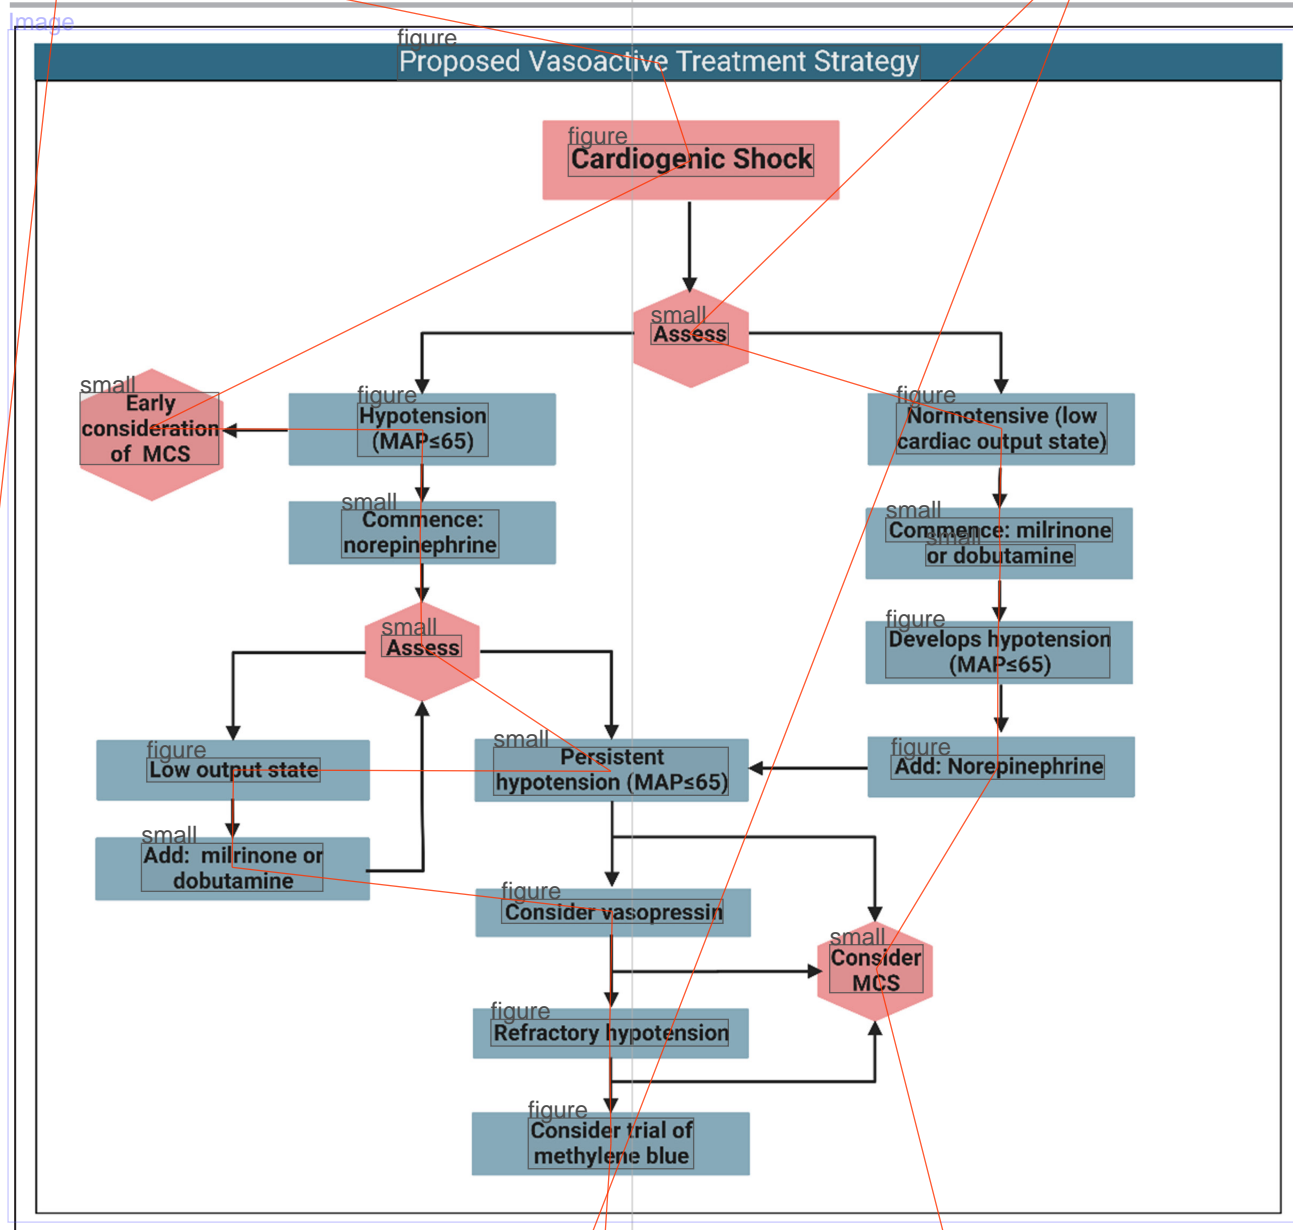 Image
figure
Proposed Vasoactive Treatment Strategy
figure
Cardiogenic Shock
small
Assess
small
Early
consideration
of MCS
figure
Hypotension
(MAP≤65)
figure
Normotensive (low
cardiac output state)
small
Commence:
norepinephrine
small
Commence: milrinone
small
or dobutamine
small
Assess
figure
Develops hypotension
(MAP≤65)
figure
Low output state
small
Persistent
hypotension (MAP≤65)
figure
Add: Norepinephrine
small
Add: milrinone or
dobutamine
figure
Consider vasopressin
small
Consider
MCS
figure
Refractory hypotension
figure
Consider trial of
methylene blue